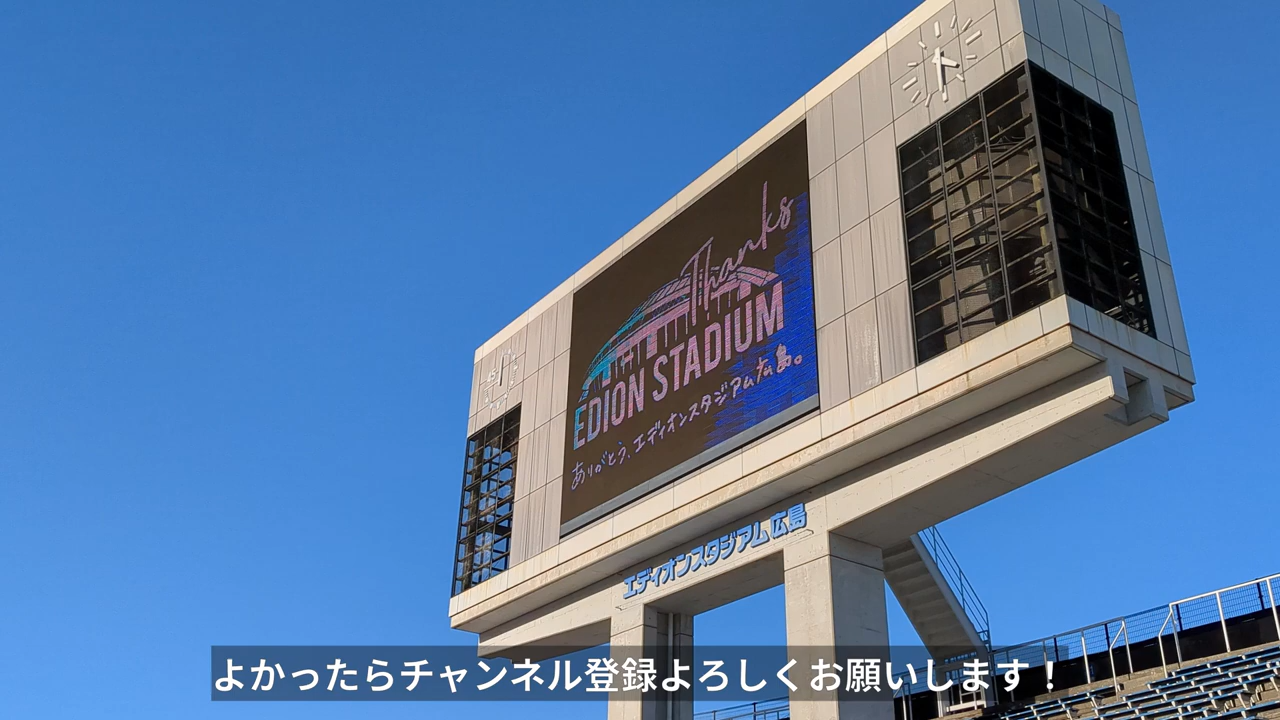 Thanks
EDION STADIUM
ありがとう、エディオンスタジアム広島。
エディオンスタジアム広島
よかったらチャンネル登録よろしくお願いします！